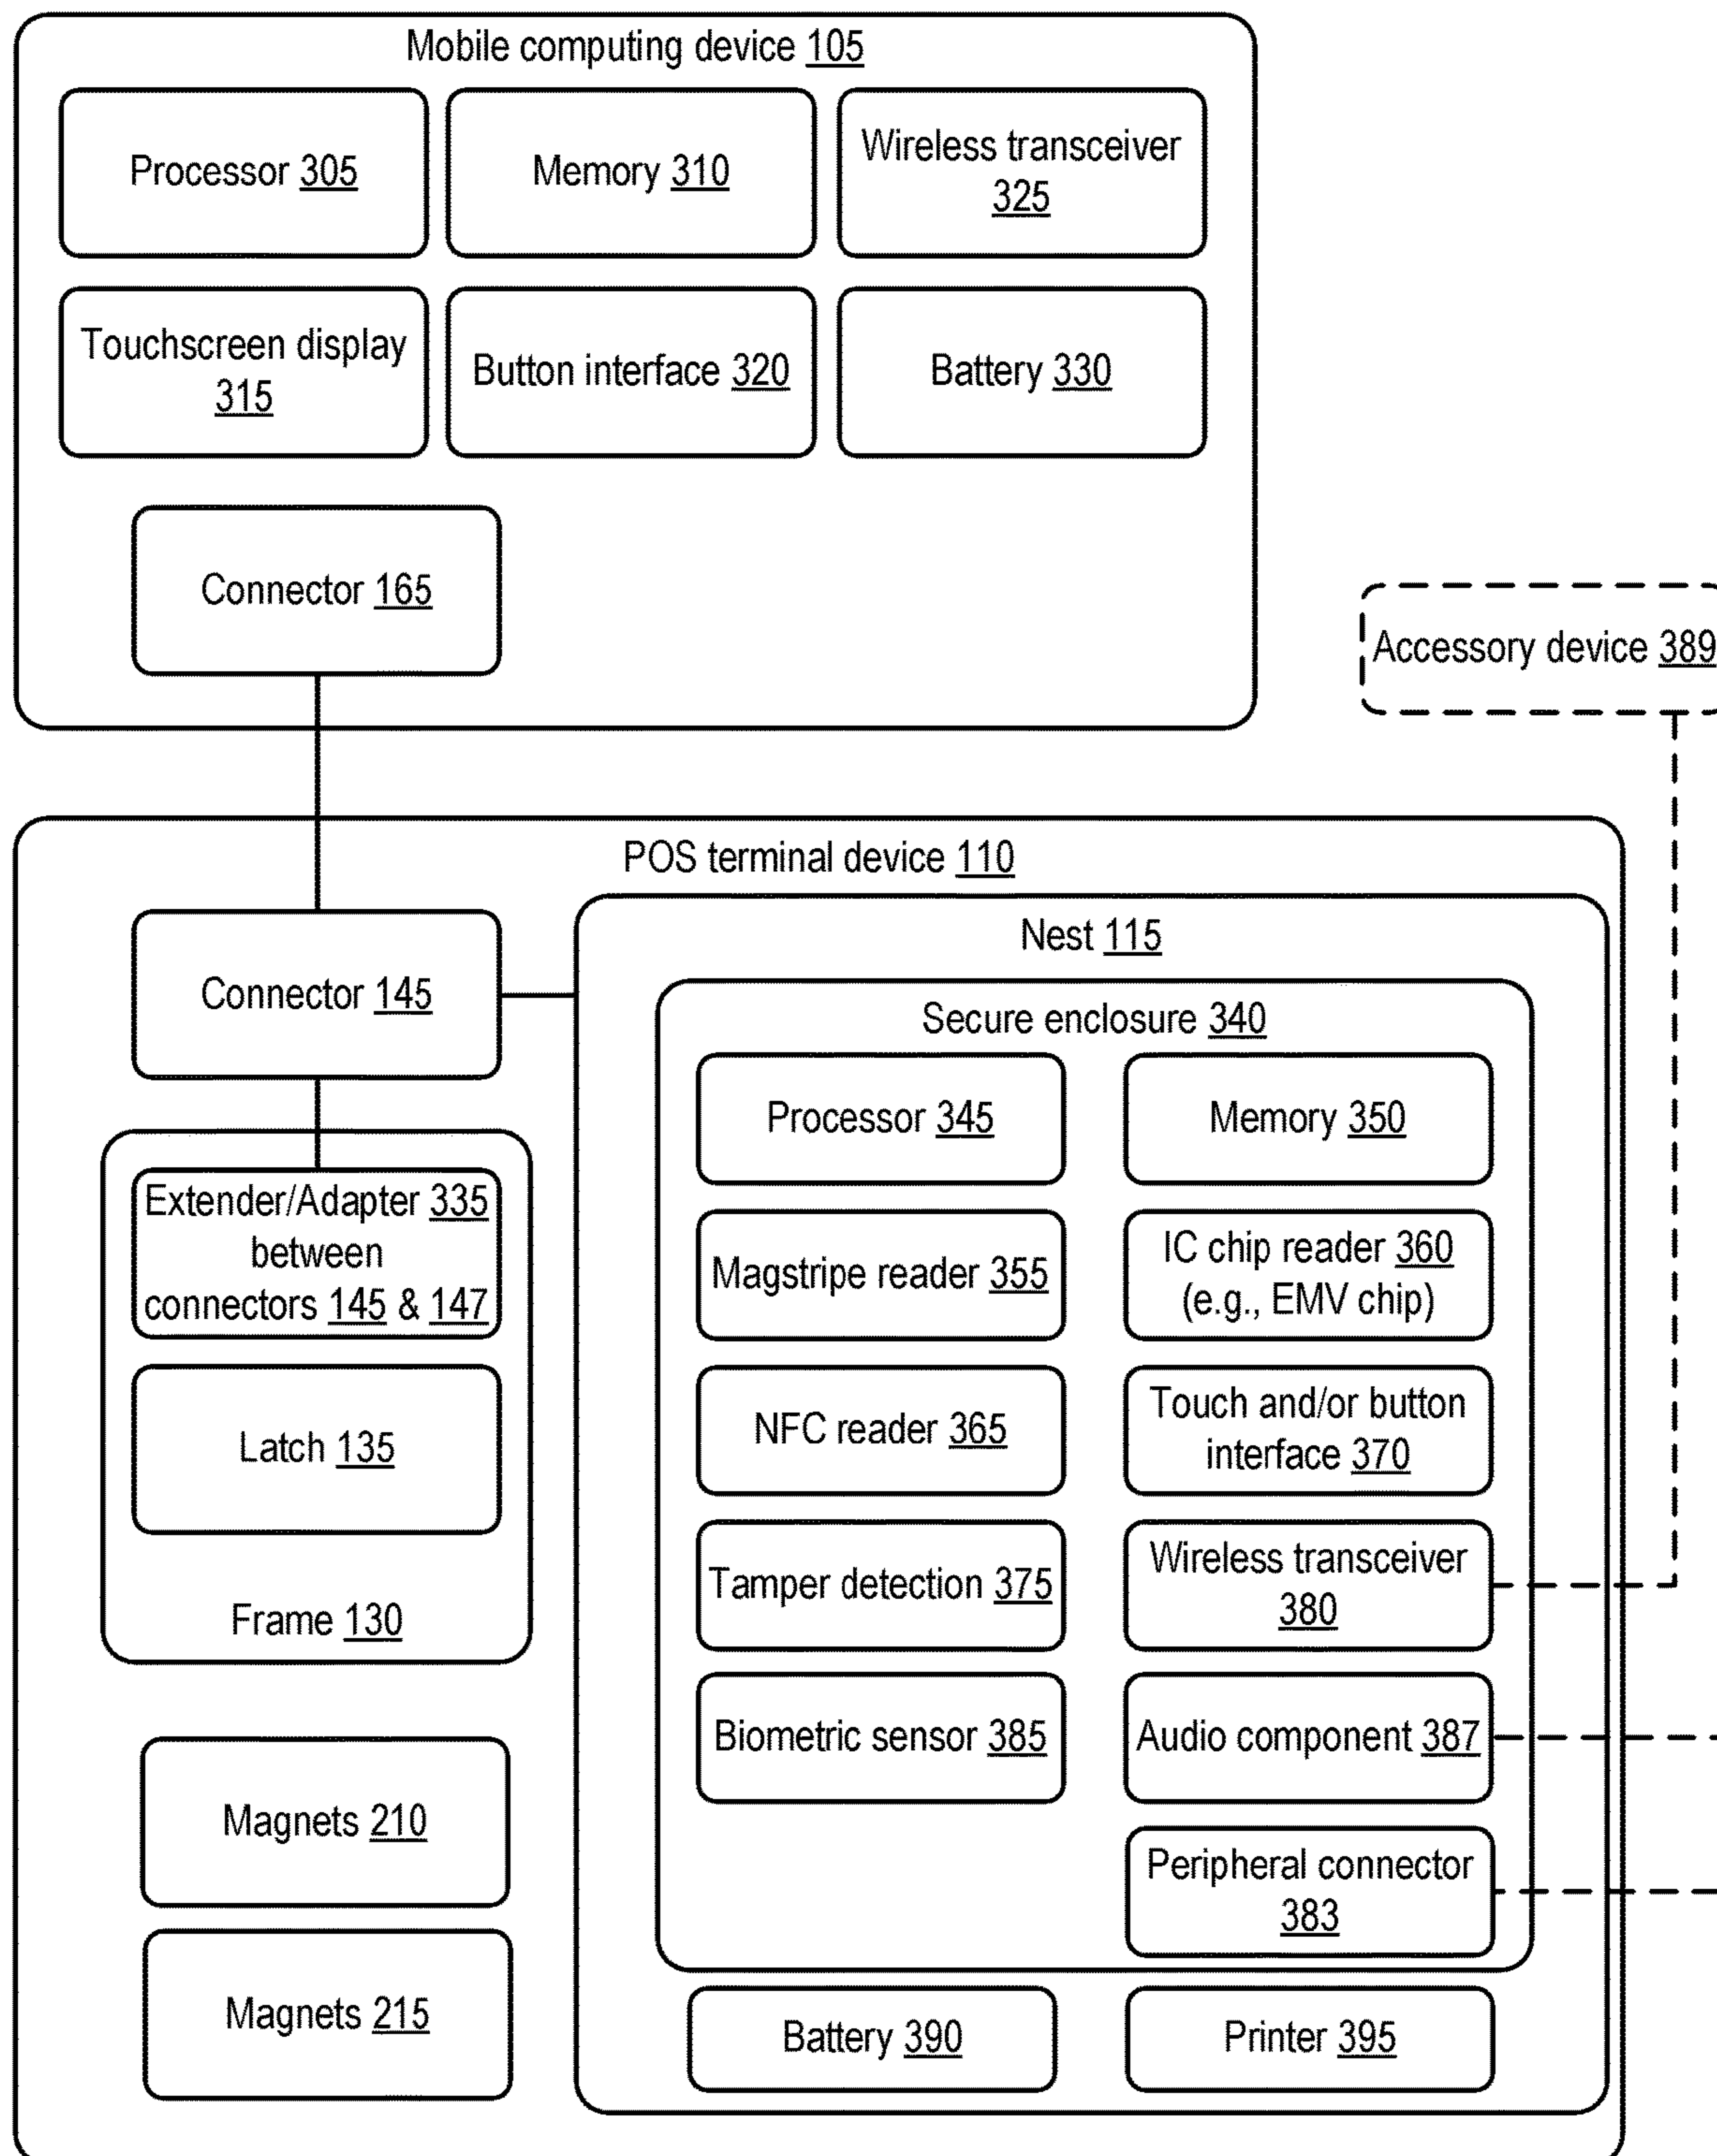 Mobile computing device 105
Processor 305
Memory 310
Wireless transceiver
325
Touchscreen display
315
Button interface 320
Battery 330
Connector 165
Accessory device 389
POS terminal device 110
Connector 145
Nest 115
Secure enclosure 340
Processor 345
Memory 350
Extender/Adapter 335
between
connectors 145 & 147
Magstripe reader 355
IC chip reader 360
(e.g., EMV chip)
Latch 135
NFC reader 365
Touch and/or button
interface 370
Frame 130
Tamper detection 375
Wireless transceiver
380
Biometric sensor 385
Audio component 387
Magnets 210
Peripheral connector
383
Magnets 215
Battery 390
Printer 395